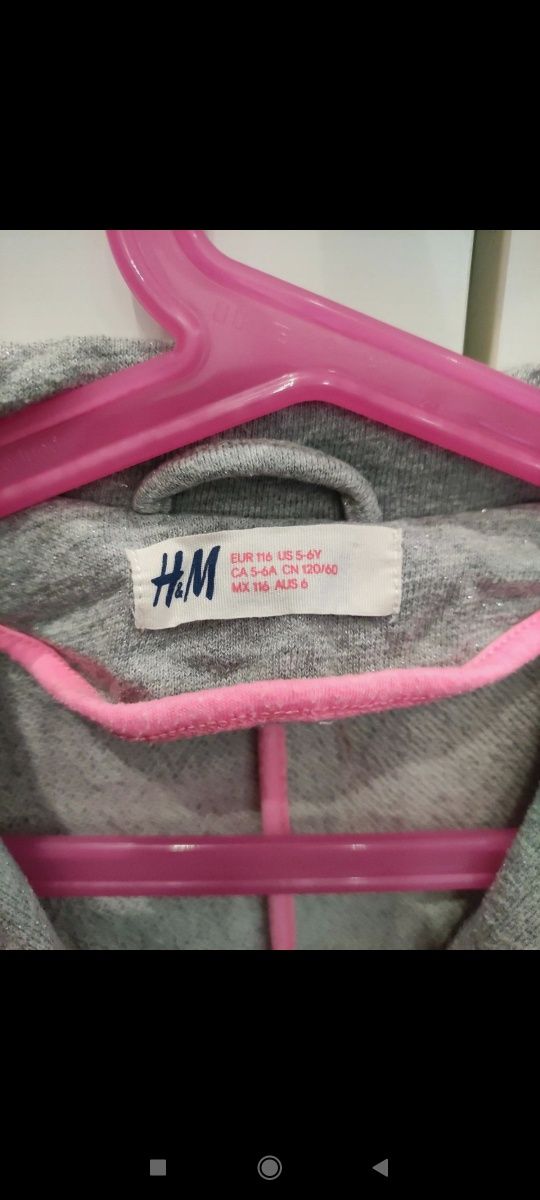 H&M
EUR 116 US 5-6Y
CA 5-6A CN 120/60
MX 116 AUS 6